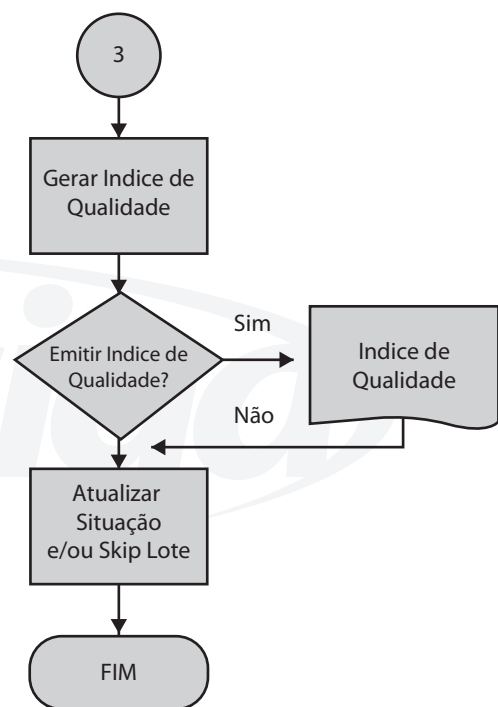 3
Gerar Indice de
Qualidade
Emitir Indice de
Qualidade?
Sim
Indice de
Qualidade
Não
Atualizar
Situação
e/ou Skip Lote
FIM